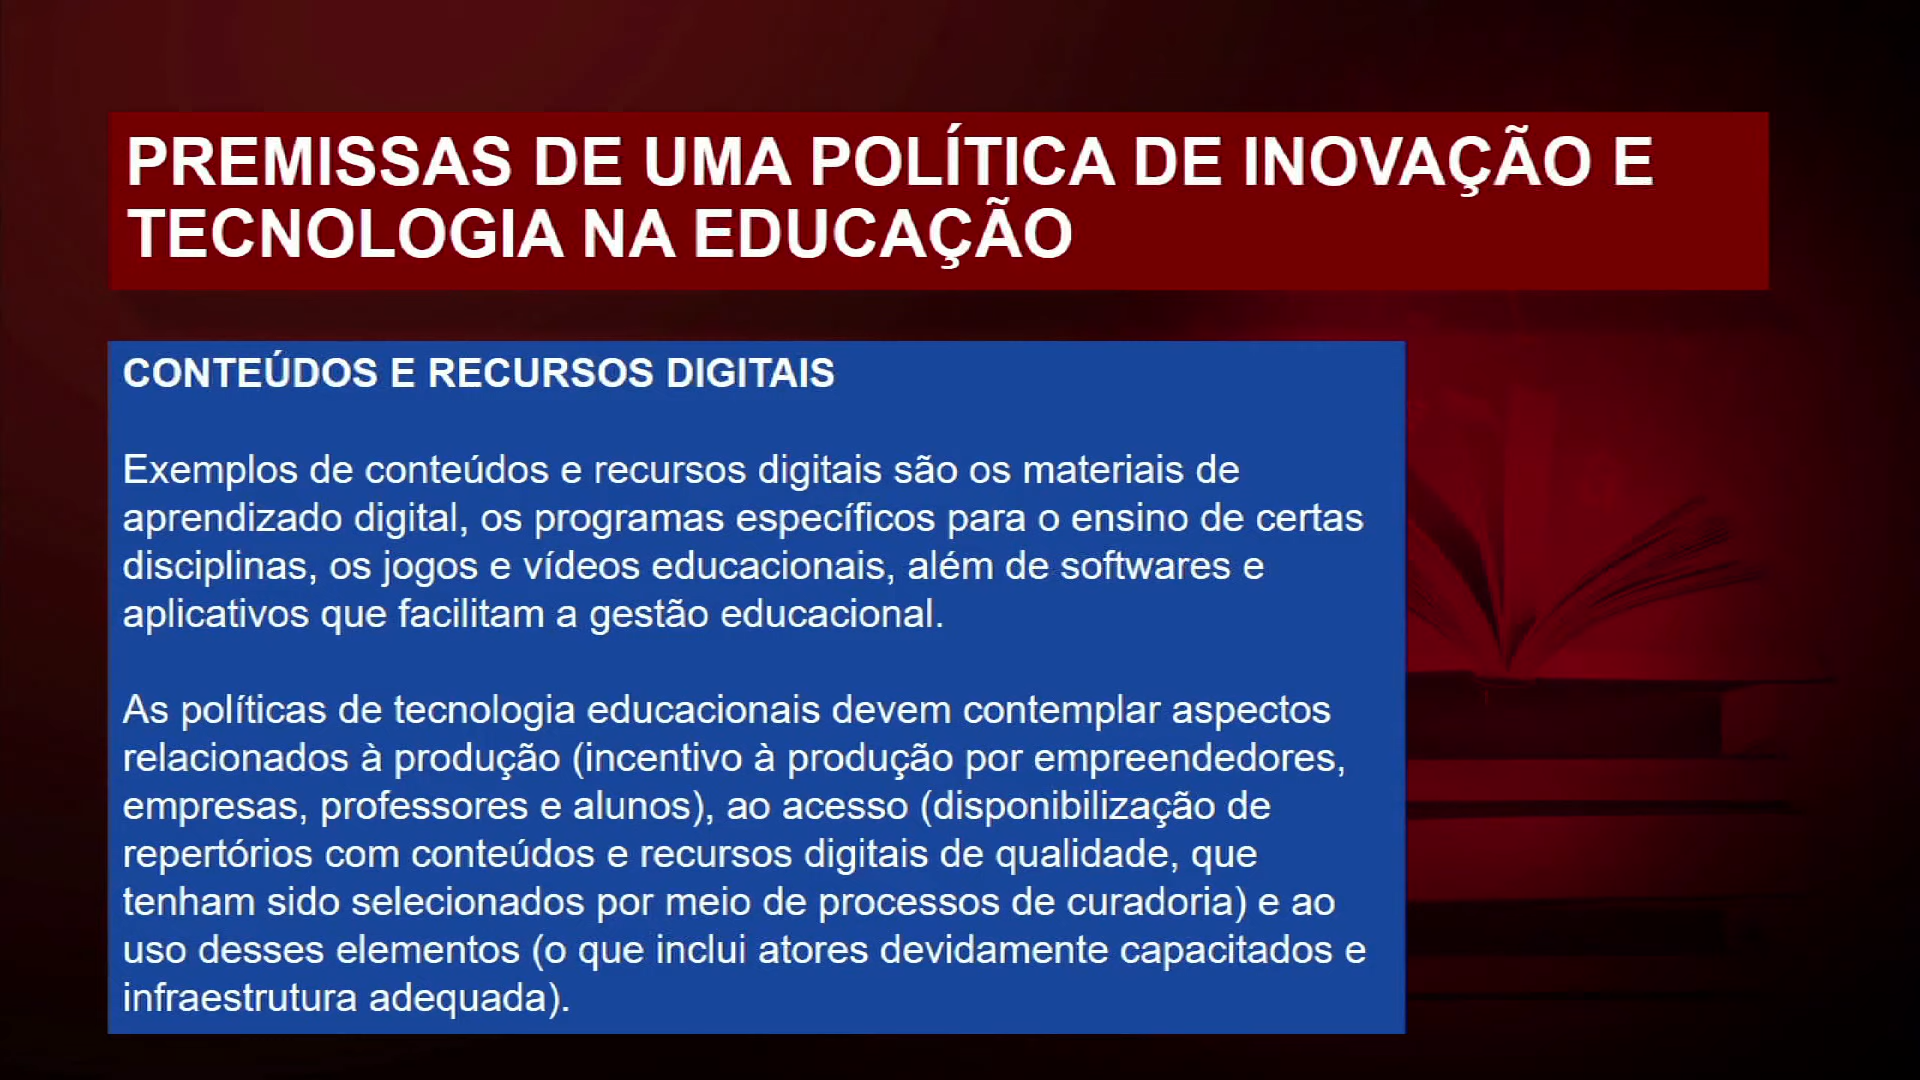 PREMISSAS DE UMA POLÍTICA DE INOVAÇÃO E
TECNOLOGIA NA EDUCAÇÃO
CONTEÚDOS E RECURSOS DIGITAIS
Exemplos de conteúdos e recursos digitais são os materiais de
aprendizado digital, os programas específicos para o ensino de certas
disciplinas, os jogos e vídeos educacionais, além de softwares e
aplicativos que facilitam a gestão educacional.
As políticas de tecnologia educacionais devem contemplar aspectos
relacionados à produção (incentivo à produção por empreendedores,
empresas, professores e alunos), ao acesso (disponibilização de
repertórios com conteúdos e recursos digitais de qualidade, que
tenham sido selecionados por meio de processos de curadoria) e ao
uso desses elementos (o que inclui atores devidamente capacitados e
infraestrutura adequada).